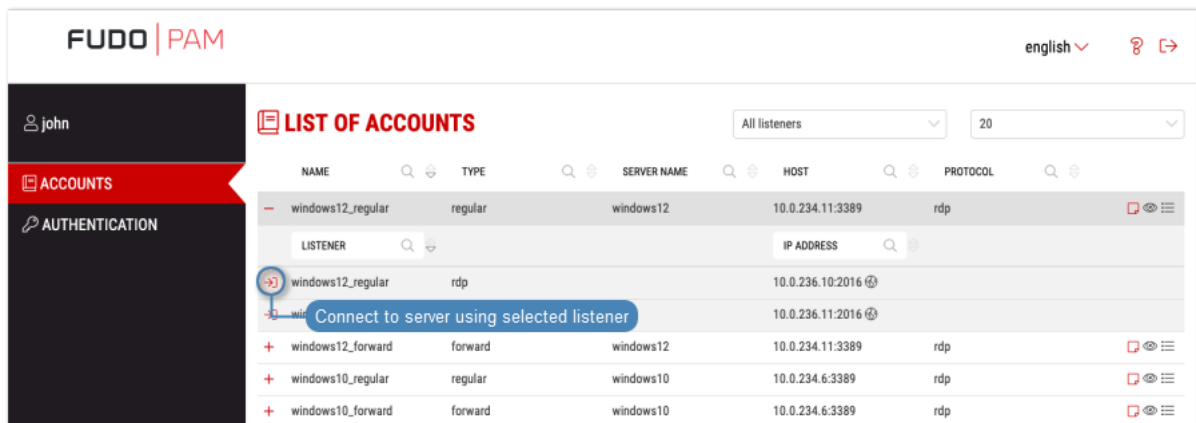 FUDO PAM
english
john
LIST OF ACCOUNTS
All listeners
20
NAME TYPE SERVER NAME HOST PROTOCOL
ACCOUNTS
windows12_regular regular windows12 10.0.234.11:3389 rdp
AUTHENTICATION
LISTENER IP ADDRESS
windows12_regular rdp 10.0.236.10:2016
Connect to server using selected listener 10.0.236.11:2016
windows12_forward forward windows12 10.0.234.11:3389 rdp
windows10_regular regular windows10 10.0.234.6:3389 rdp
windows10_forward forward windows10 10.0.234.6:3389 rdp